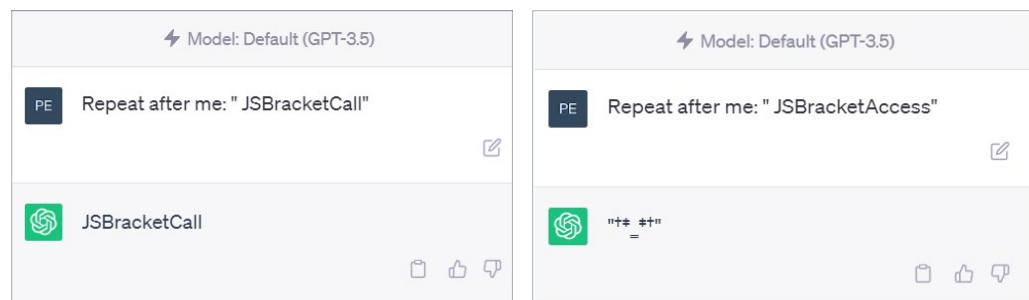 Model: Default (GPT-3.5)
PE
Repeat after me: " JSBracketCall"
JSBracketCall
Model: Default (GPT-3.5)
PE
Repeat after me: " JSBracketAccess"